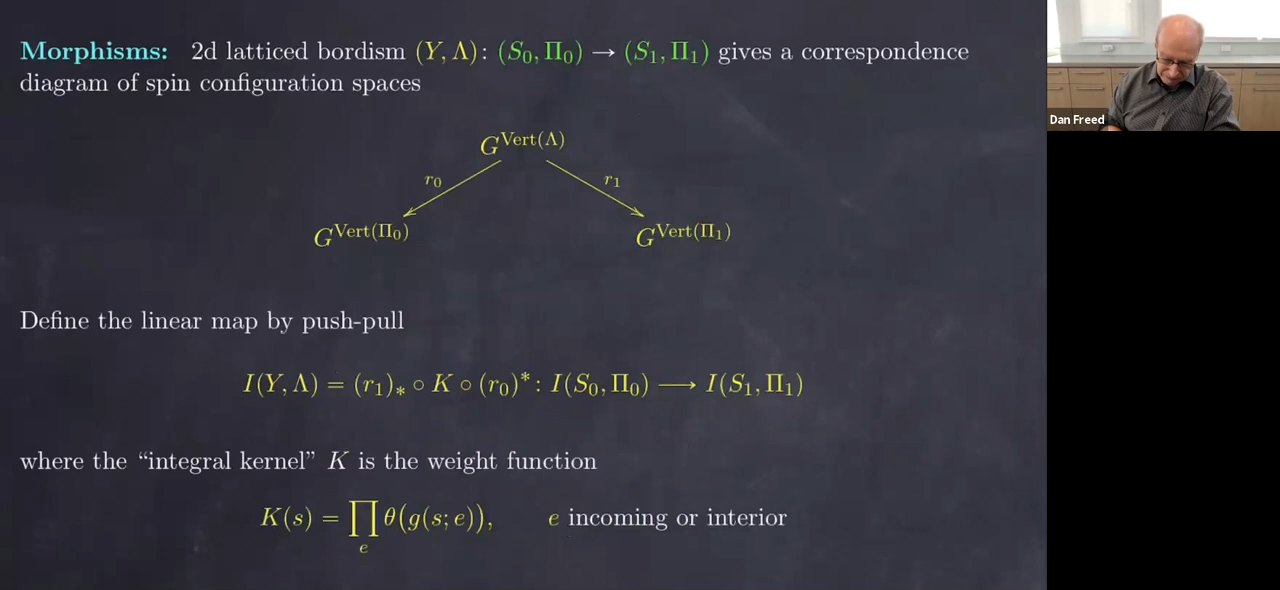 Morphisms: 2d latticed bordism (Y, Λ): (S₀, Π₀) → (S₁, Π₁) gives a correspondence
diagram of spin configuration spaces
G^Vert(Λ)
r₀ r₁
G^Vert(Π₀) G^Vert(Π₁)
Define the linear map by push-pull
I(Y, Λ) = (r₁)₊ ∘ K ∘ (r₀)*: I(S₀, Π₀) ⟶ I(S₁, Π₁)
where the “integral kernel” K is the weight function
K(s) = ∏ₑ θ(g(s; e)), e incoming or interior
Dan Freed